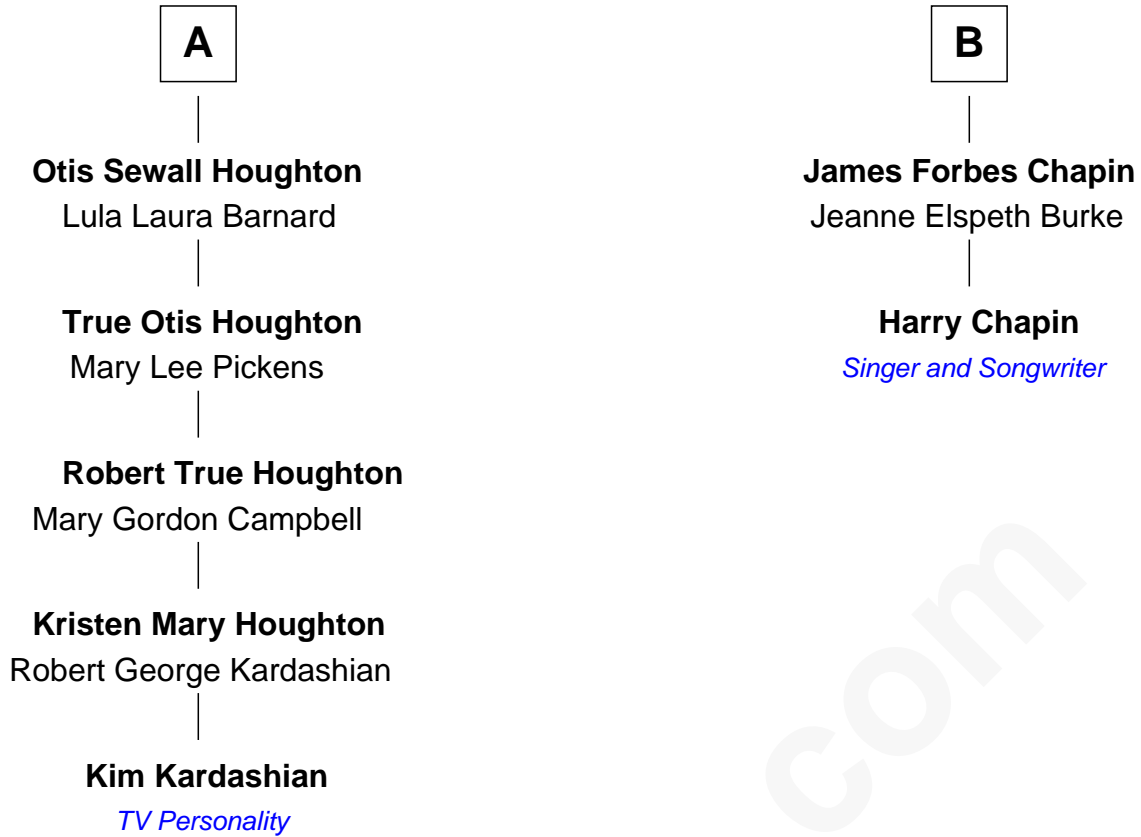 A
Otis Sewall Houghton
Lula Laura Barnard
True Otis Houghton
Mary Lee Pickens
Robert True Houghton
Mary Gordon Campbell
Kristen Mary Houghton
Robert George Kardashian
Kim Kardashian
TV Personality
B
James Forbes Chapin
Jeanne Elspeth Burke
Harry Chapin
Singer and Songwriter
com